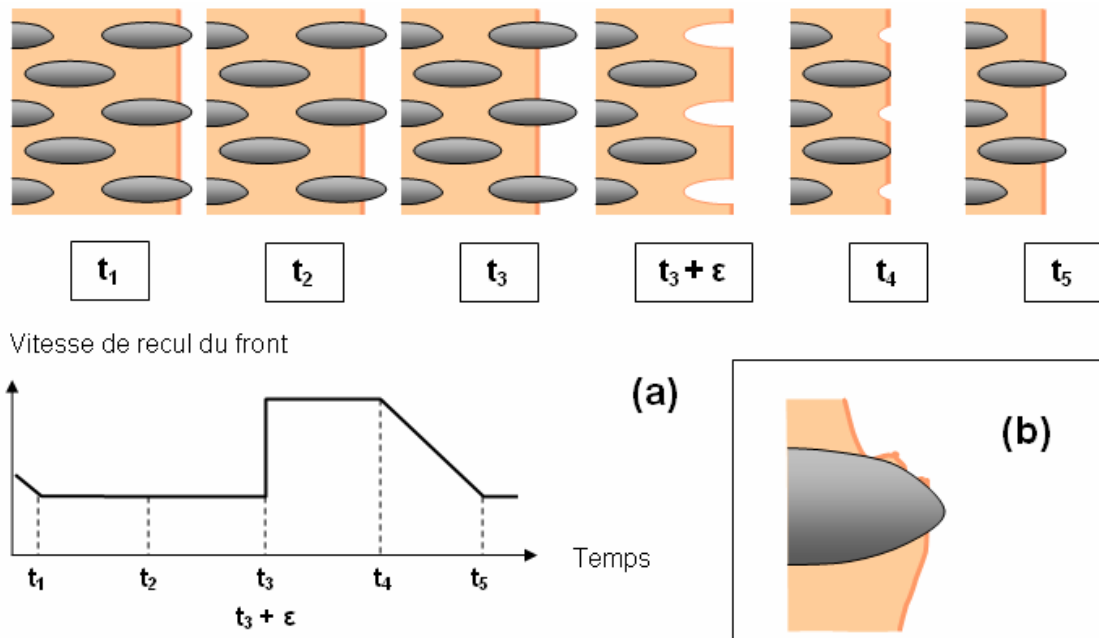 t₁ t₂ t₃ t₃ + ε t₄ t₅
Vitesse de recul du front
(a)
t₁ t₂ t₃ t₄ t₅
Temps
t₃ + ε
(b)